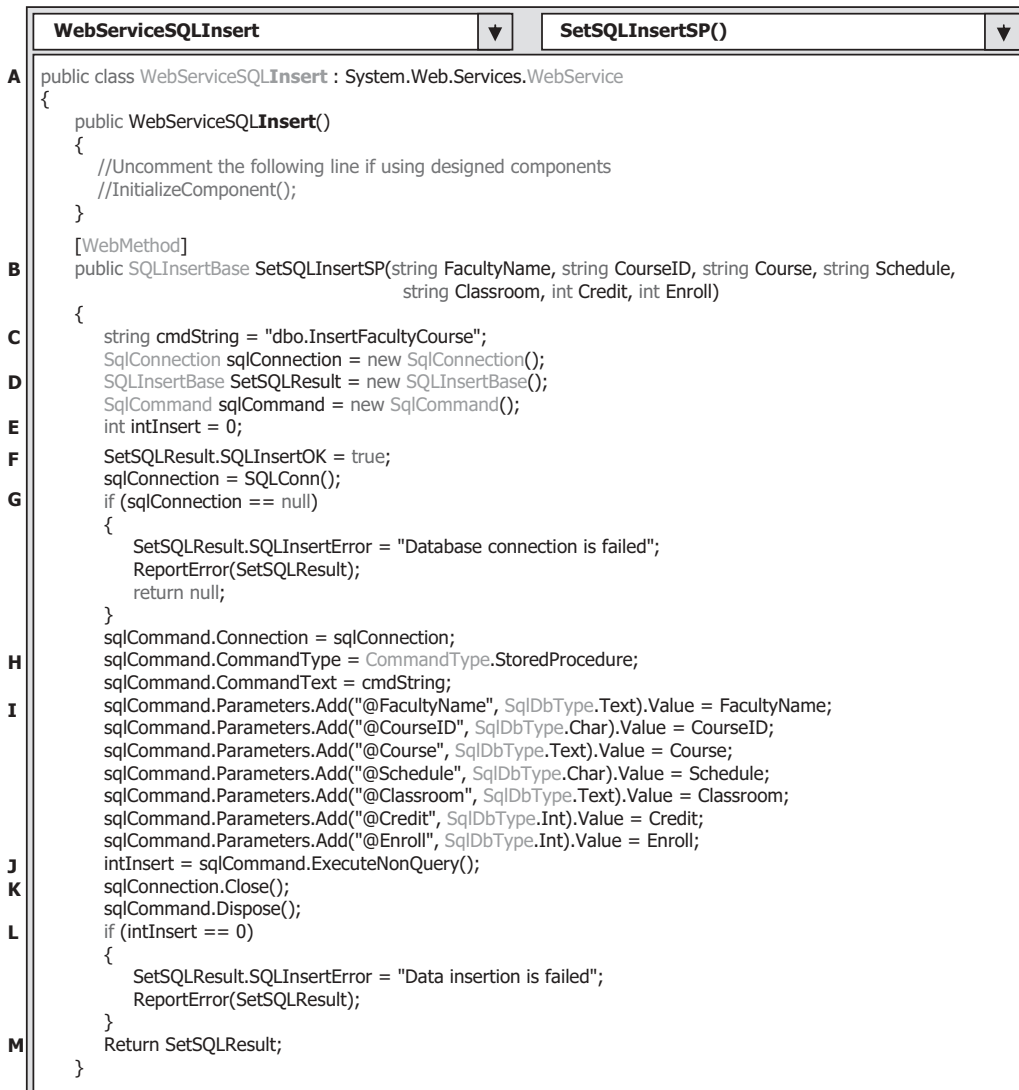 WebServiceSQLInsert SetSQLInsertSP()
A public class WebServiceSQLInsert : System.Web.Services.WebService
{
public WebServiceSQLInsert()
{
//Uncomment the following line if using designed components
//InitializeComponent();
}
[WebMethod]
B public SQLInsertBase SetSQLInsertSP(string FacultyName, string CourseID, string Course, string Schedule,
string Classroom, int Credit, int Enroll)
{
C string cmdString = "dbo.InsertFacultyCourse";
SqlConnection sqlConnection = new SqlConnection();
D SQLInsertBase SetSQLResult = new SQLInsertBase();
SqlCommand sqlCommand = new SqlCommand();
E int intInsert = 0;
F SetSQLResult.SQLInsertOK = true;
sqlConnection = SQLConn();
G if (sqlConnection == null)
{
SetSQLResult.SQLInsertError = "Database connection is failed";
ReportError(SetSQLResult);
return null;
}
sqlCommand.Connection = sqlConnection;
H sqlCommand.CommandType = CommandType.StoredProcedure;
sqlCommand.CommandText = cmdString;
I sqlCommand.Parameters.Add("@FacultyName", SqlDbType.Text).Value = FacultyName;
sqlCommand.Parameters.Add("@CourseID", SqlDbType.Char).Value = CourseID;
sqlCommand.Parameters.Add("@Course", SqlDbType.Text).Value = Course;
sqlCommand.Parameters.Add("@Schedule", SqlDbType.Char).Value = Schedule;
sqlCommand.Parameters.Add("@Classroom", SqlDbType.Text).Value = Classroom;
sqlCommand.Parameters.Add("@Credit", SqlDbType.Int).Value = Credit;
sqlCommand.Parameters.Add("@Enroll", SqlDbType.Int).Value = Enroll;
J intInsert = sqlCommand.ExecuteNonQuery();
K sqlConnection.Close();
sqlCommand.Dispose();
L if (intInsert == 0)
{
SetSQLResult.SQLInsertError = "Data insertion is failed";
ReportError(SetSQLResult);
}
M Return SetSQLResult;
}